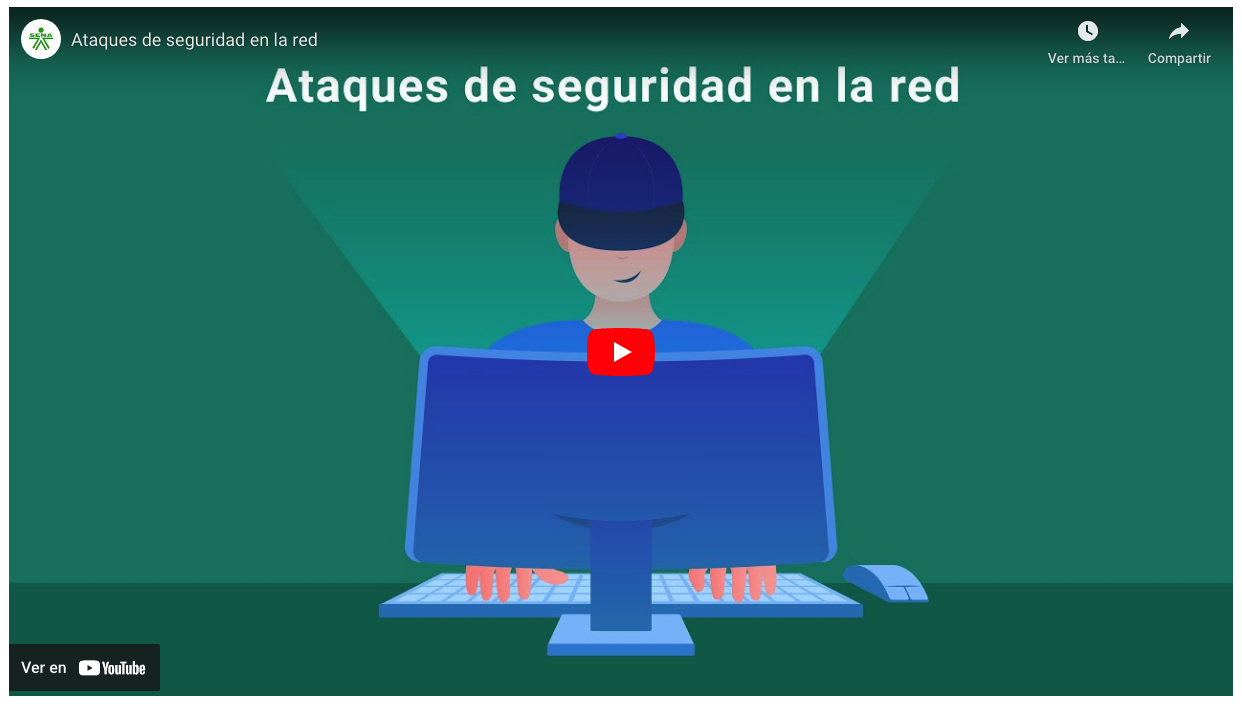 SENA
Ataques de seguridad en la red
Ver más ta...
Compartir
Ataques de seguridad en la red
Ver en YouTube